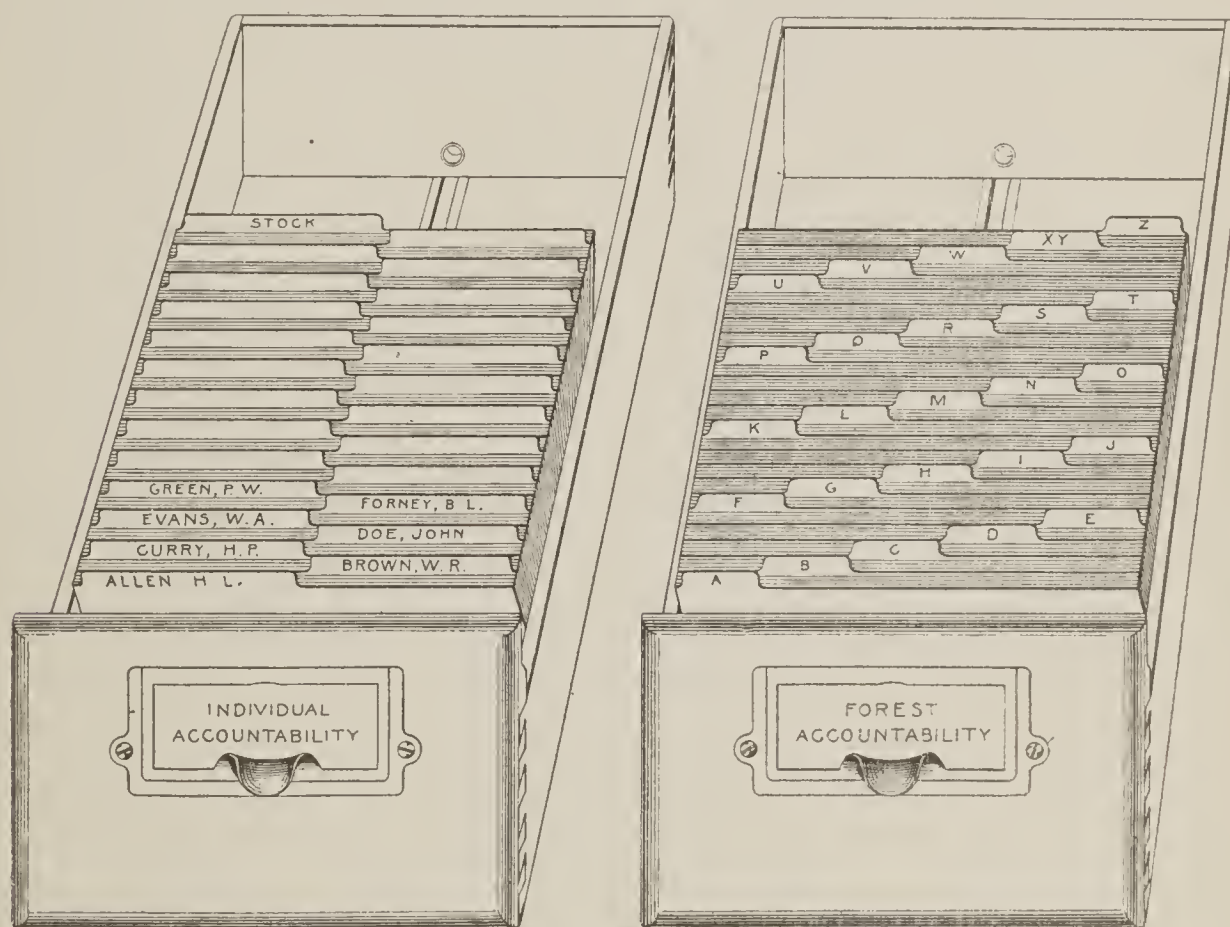 STOCK
GREEN, P. W.
FORNEY, B L.
EVANS, W. A.
DOE, JOHN
CURRY, H. P.
BROWN, W. R.
ALLEN H L.
INDIVIDUAL
ACCOUNTABILITY
Z
XY
W
V
U
T
S
R
Q
P
O
N
M
L
K
J
I
H
G
F
E
D
C
B
A
FOREST
ACCOUNTABILITY